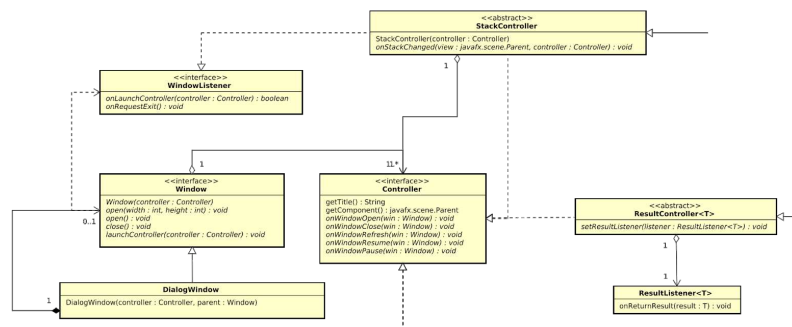 <<abstract>>
StackController
StackController(controller : Controller)
onStackChanged(view : javafx.scene.Parent, controller : Controller) : void
1
<<interface>>
WindowListener
onLaunchController(controller : Controller) : boolean
onRequestExit() : void
1
<<interface>>
Window
Window(controller : Controller)
open(width : int, height : int) : void
open() : void
close() : void
launchController(controller : Controller) : void
0..1
<<interface>>
Controller
getTitle() : String
getComponent() : javafx.scene.Parent
onWindowOpen(win : Window) : void
onWindowClose(win : Window) : void
onWindowRefresh(win : Window) : void
onWindowResume(win : Window) : void
onWindowPause(win : Window) : void
<<abstract>>
ResultController<T>
setResultListener(listener : ResultListener<T>) : void
1
1
ResultListener<T>
onReturnResult(result : T) : void
DialogWindow
DialogWindow(controller : Controller, parent : Window)
1